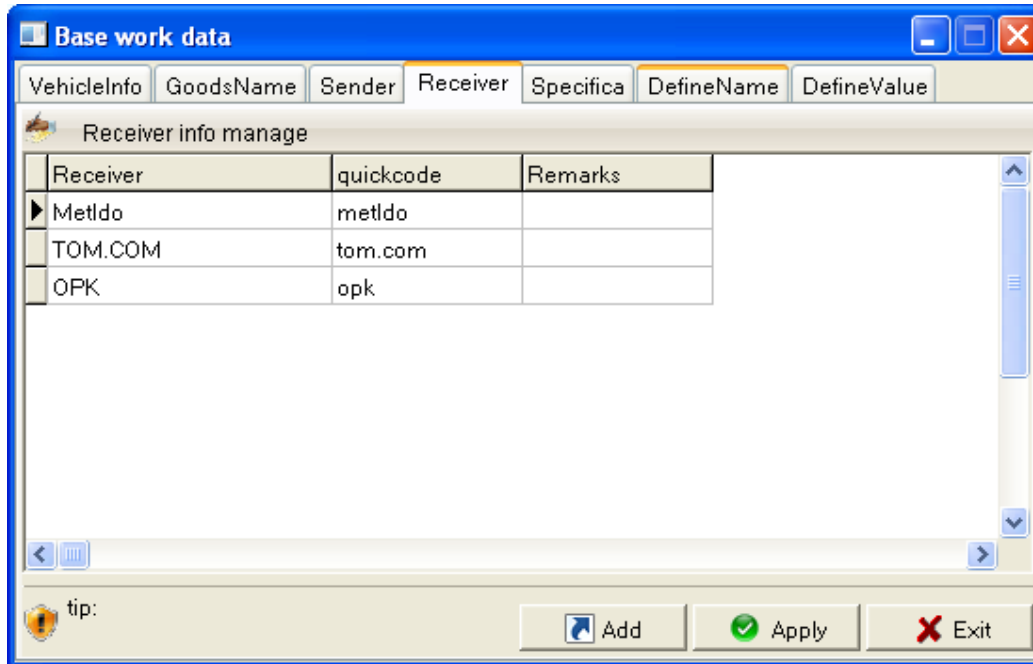 Base work data
VehicleInfo GoodsName Sender Receiver Specifica DefineName DefineValue
Receiver info manage
Receiver quickcode Remarks
Metldo metldo
TOM.COM tom.com
OPK opk
tip:
Add Apply Exit